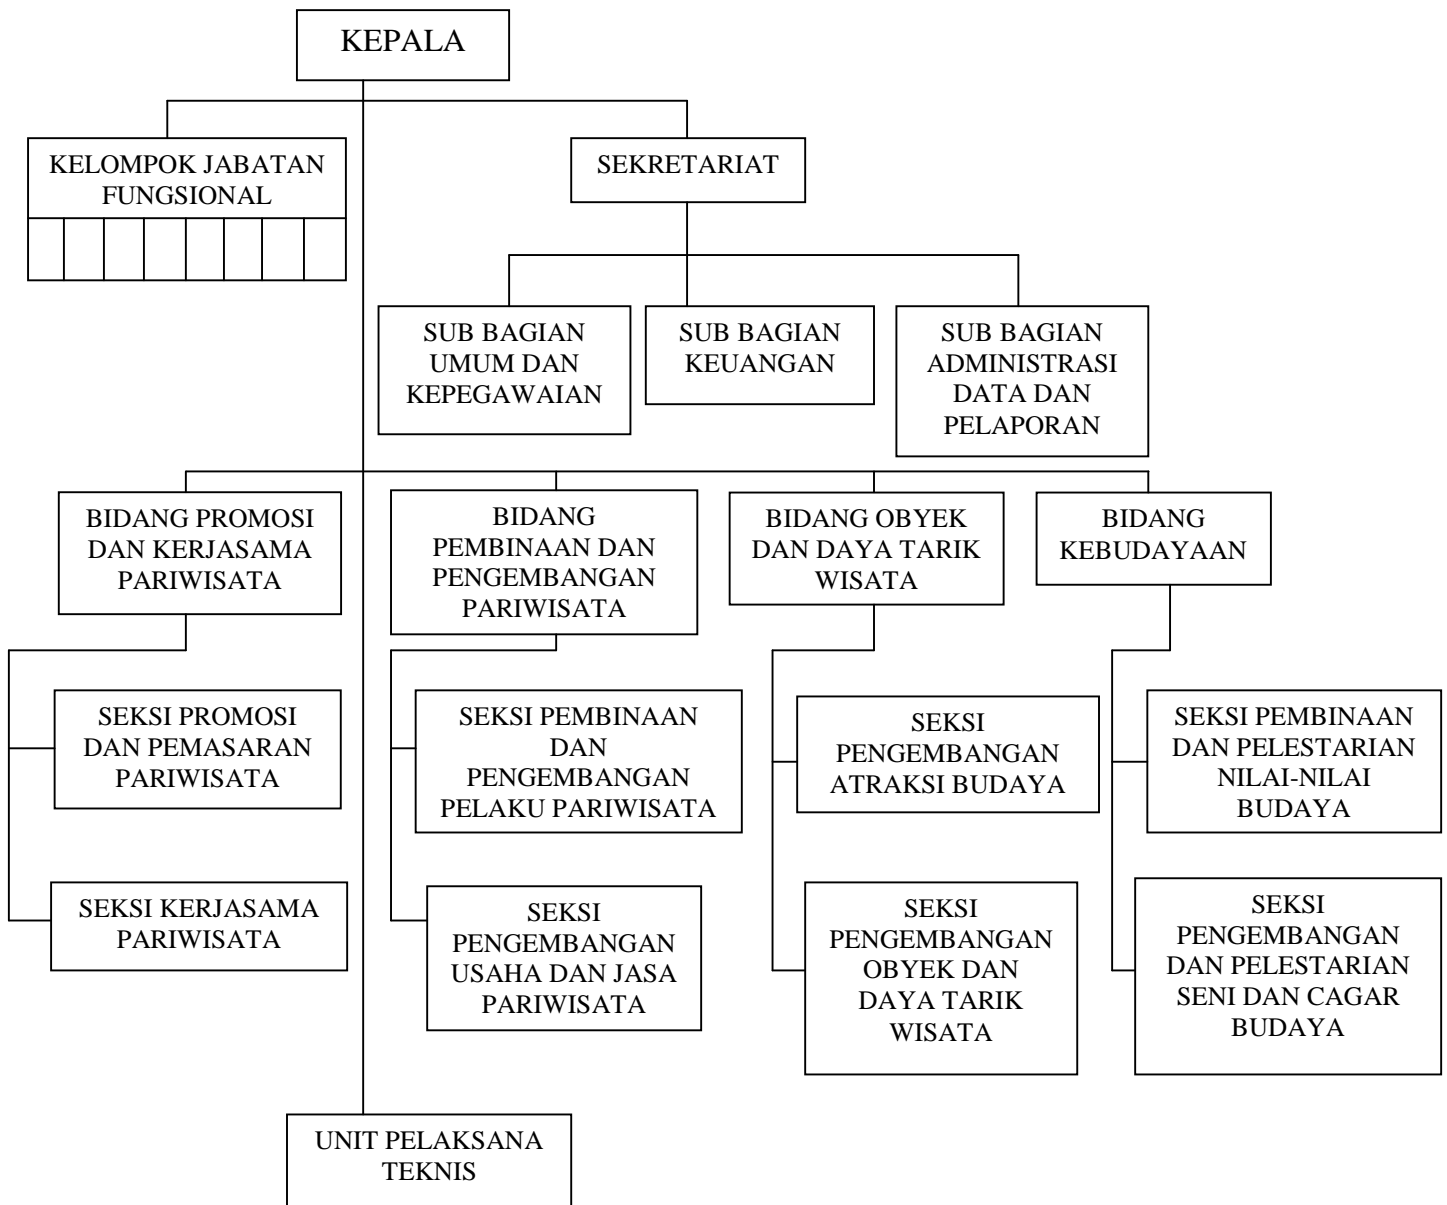 KEPALA
KELOMPOK JABATAN
FUNGSIONAL
SEKRETARIAT
SUB BAGIAN
UMUM DAN
KEPEGAWAIAN
SUB BAGIAN
KEUANGAN
SUB BAGIAN
ADMINISTRASI
DATA DAN
PELAPORAN
BIDANG PROMOSI
DAN KERJASAMA
PARIWISATA
BIDANG
PEMBINAAN DAN
PENGEMBANGAN
PARIWISATA
BIDANG OBYEK
DAN DAYA TARIK
WISATA
BIDANG
KEBUDAYAAN
SEKSI PROMOSI
DAN PEMASARAN
PARIWISATA
SEKSI PEMBINAAN
DAN
PENGEMBANGAN
PELAKU PARIWISATA
SEKSI
PENGEMBANGAN
ATRAKSI BUDAYA
SEKSI PEMBINAAN
DAN PELESTARIAN
NILAI-NILAI
BUDAYA
SEKSI KERJASAMA
PARIWISATA
SEKSI
PENGEMBANGAN
USAHA DAN JASA
PARIWISATA
SEKSI
PENGEMBANGAN
OBYEK DAN
DAYA TARIK
WISATA
SEKSI
PENGEMBANGAN
DAN PELESTARIAN
SENI DAN CAGAR
BUDAYA
UNIT PELAKSANA
TEKNIS